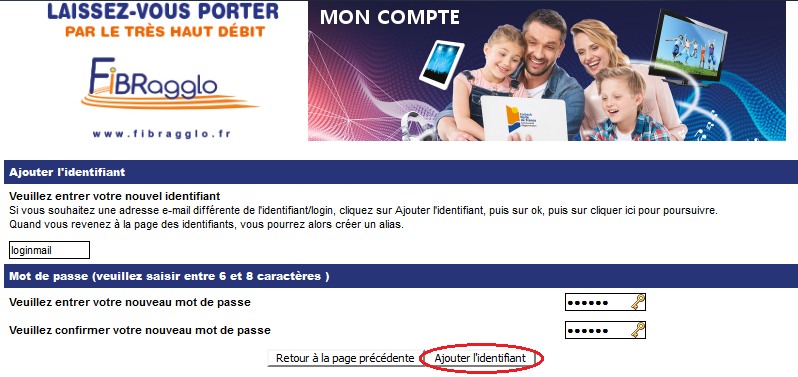 LAISSEZ-VOUS PORTER
PAR LE TRÈS HAUT DÉBIT
FiBRagglo
www.fibragglo.fr
MON COMPTE
Ajouter l'identifiant
Veuillez entrer votre nouvel identifiant
Si vous souhaitez une adresse e-mail différente de l'identifiant/login, cliquez sur Ajouter l'identifiant, puis sur ok, puis sur cliquer ici pour poursuivre.
Quand vous revenez à la page des identifiants, vous pourrez alors créer un alias.
loginmail
Mot de passe (veuillez saisir entre 6 et 8 caractères )
Veuillez entrer votre nouveau mot de passe ••••••
Veuillez confirmer votre nouveau mot de passe ••••••
Retour à la page précédente Ajouter l'identifiant